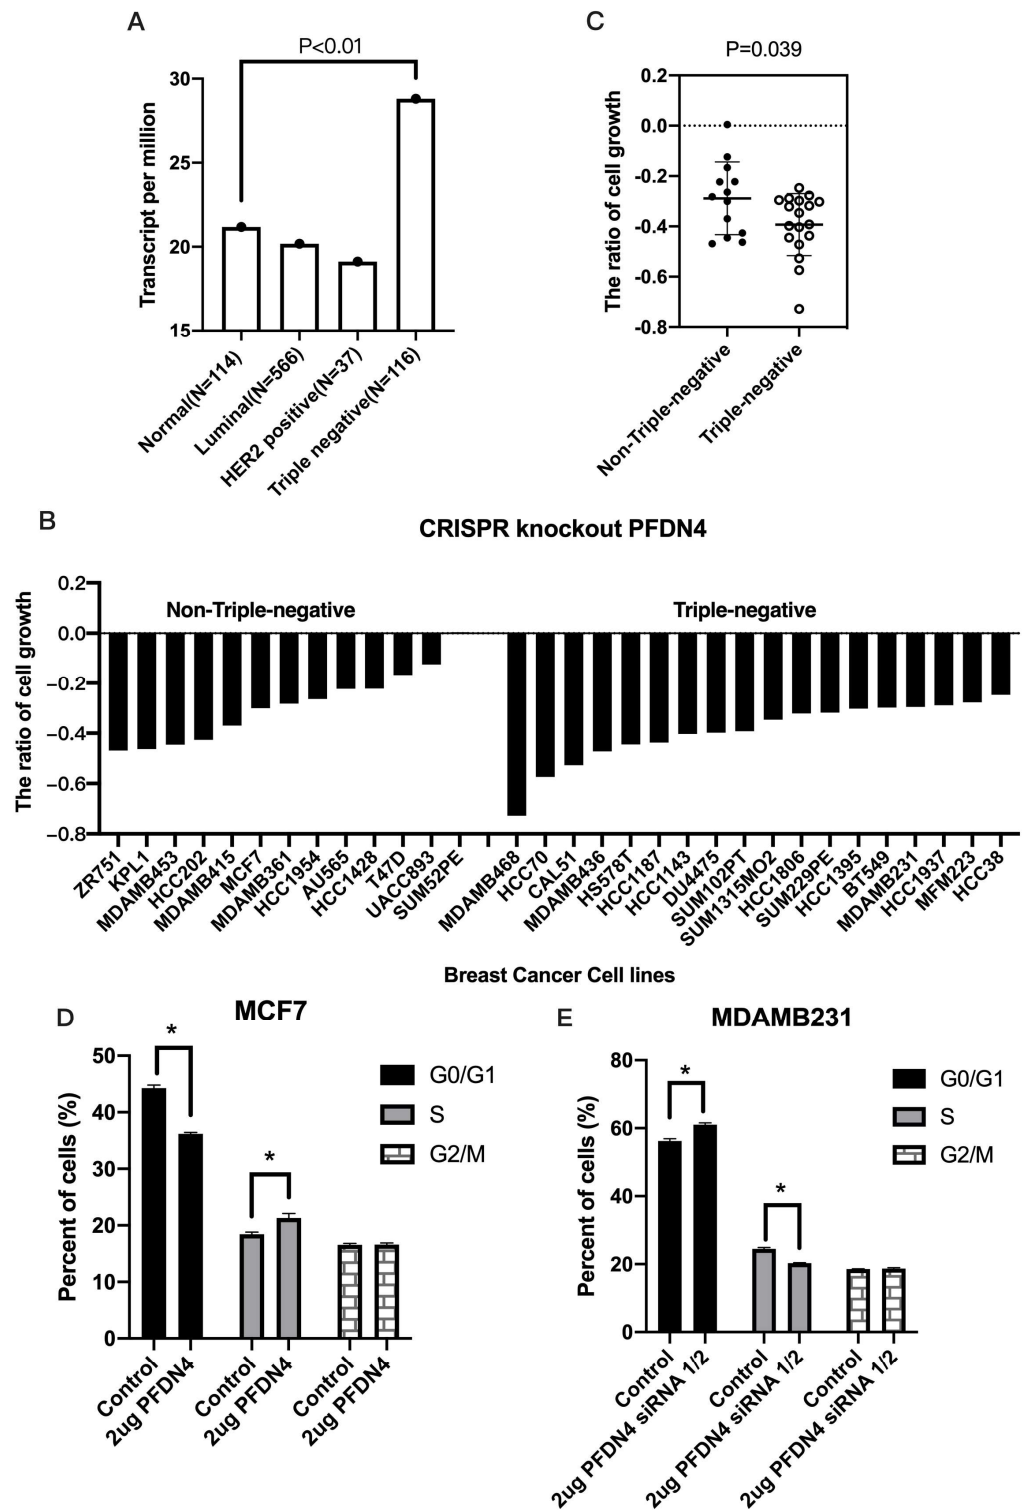 A
P<0.01
Transcript per million
30
25
20
15
Normal(N=114)
Luminal(N=566)
HER2 positive(N=37)
Triple negative(N=116)
C
P=0.039
The ratio of cell growth
0.2
0.0
-0.2
-0.4
-0.6
-0.8
Non-Triple-negative
Triple-negative
B
CRISPR knockout PFDN4
The ratio of cell growth
0.2
0.0
−0.2
−0.4
−0.6
−0.8
Non-Triple-negative
Triple-negative
ZR751
KPL1
MDAMB453
HCC202
MDAMB415
MCF7
MDAMB361
HCC1954
AU565
HCC1428
T47D
UACC893
SUM52PE
MDAMB468
HCC70
CAL51
MDAMB436
HS578T
HCC1187
HCC1143
DU4475
SUM102PT
SUM1315MO2
HCC1806
SUM229PE
HCC1395
BT549
MDAMB231
HCC1937
MFM223
HCC38
Breast Cancer Cell lines
D
MCF7
Percent of cells (%)
50
40
30
20
10
0
*
*
G0/G1
S
G2/M
Control
2ug PFDN4
Control
2ug PFDN4
Control
2ug PFDN4
E
MDAMB231
Percent of cells (%)
80
60
40
20
0
*
*
G0/G1
S
G2/M
Control
2ug PFDN4 siRNA 1/2
Control
2ug PFDN4 siRNA 1/2
Control
2ug PFDN4 siRNA 1/2